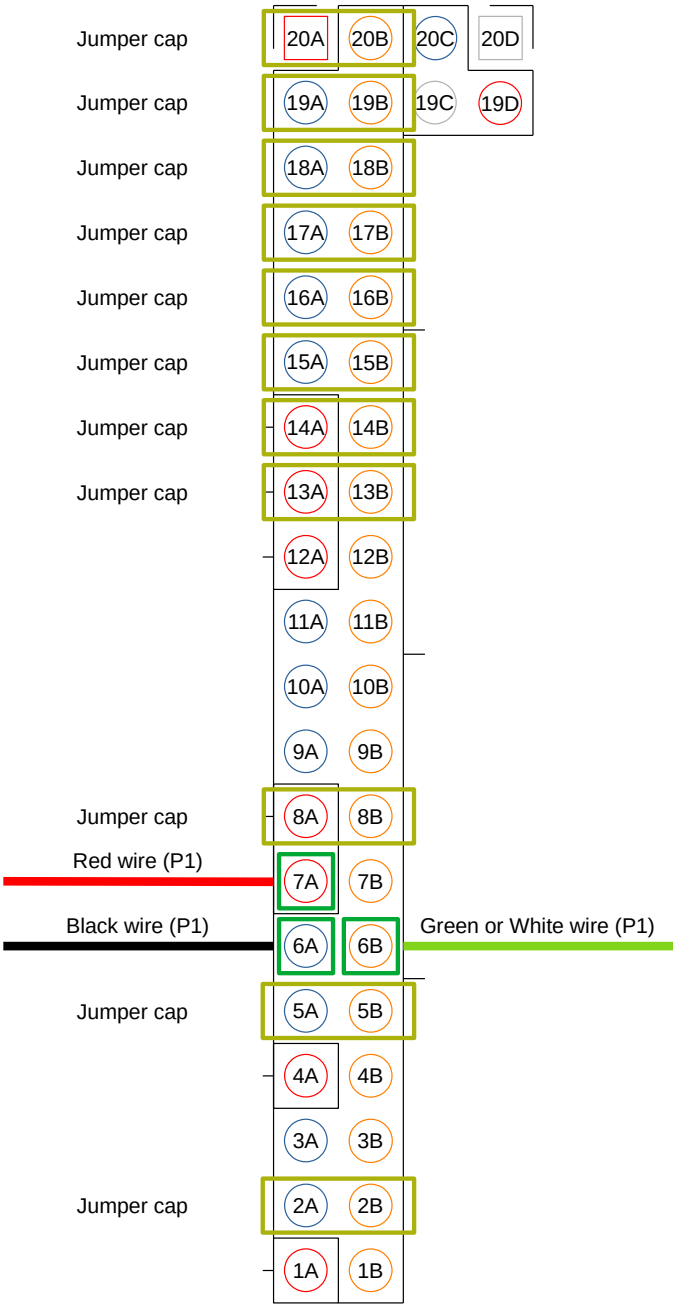 Jumper cap 20A 20B 20C 20D
Jumper cap 19A 19B 19C 19D
Jumper cap 18A 18B
Jumper cap 17A 17B
Jumper cap 16A 16B
Jumper cap 15A 15B
Jumper cap 14A 14B
Jumper cap 13A 13B
12A 12B
11A 11B
10A 10B
9A 9B
Jumper cap 8A 8B
Red wire (P1)
7A 7B
Black wire (P1) Green or White wire (P1)
6A 6B
Jumper cap 5A 5B
4A 4B
3A 3B
Jumper cap 2A 2B
1A 1B